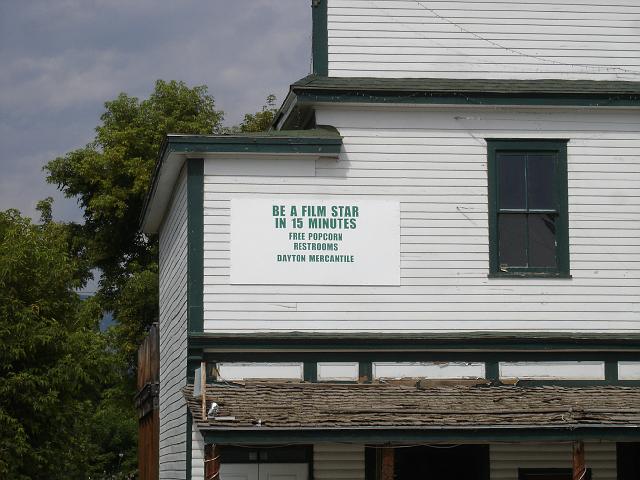 BE A FILM STAR
IN 15 MINUTES
FREE POPCORN
RESTROOMS
DAYTON MERCANTILE